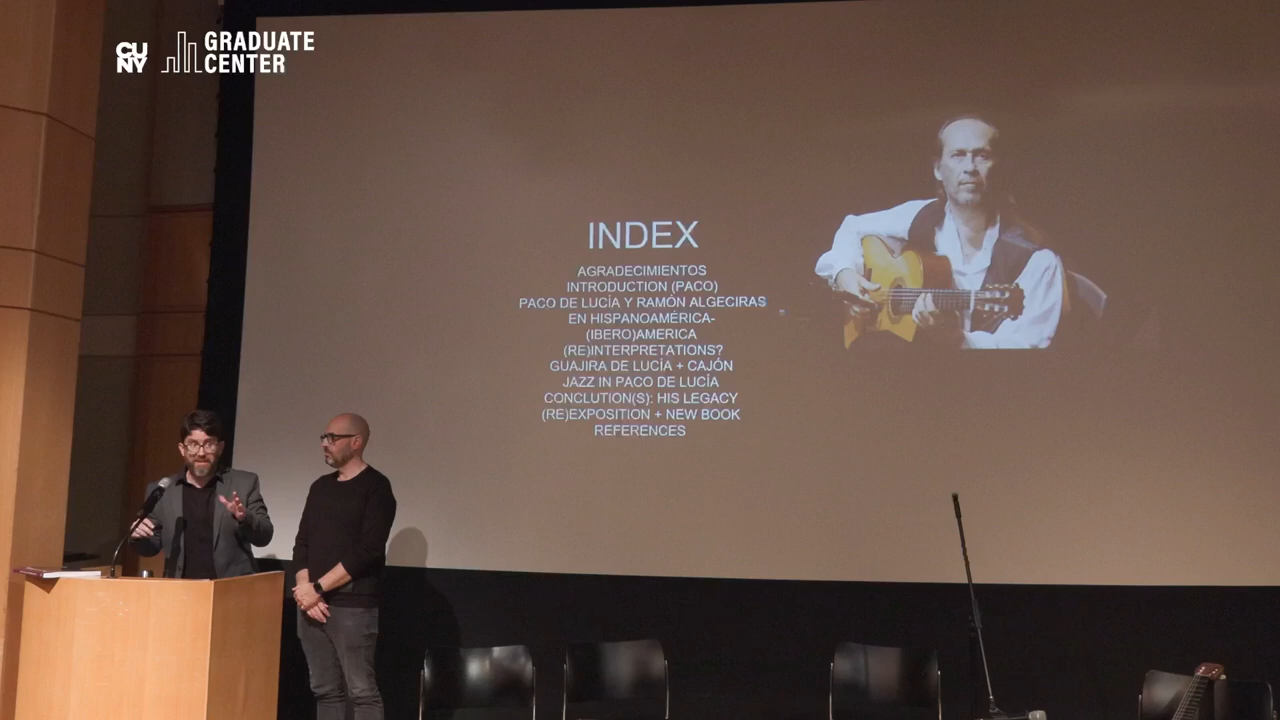 CU
NY
GRADUATE
CENTER
INDEX
AGRADECIMIENTOS
INTRODUCTION (PACO)
PACO DE LUCÍA Y RAMÓN ALGECIRAS
EN HISPANOAMÉRICA-
(IBERO)AMERICA
(RE)INTERPRETATIONS?
GUAJIRA DE LUCÍA + CAJÓN
JAZZ IN PACO DE LUCÍA
CONCLUTION(S): HIS LEGACY
(RE)EXPOSITION + NEW BOOK
REFERENCES